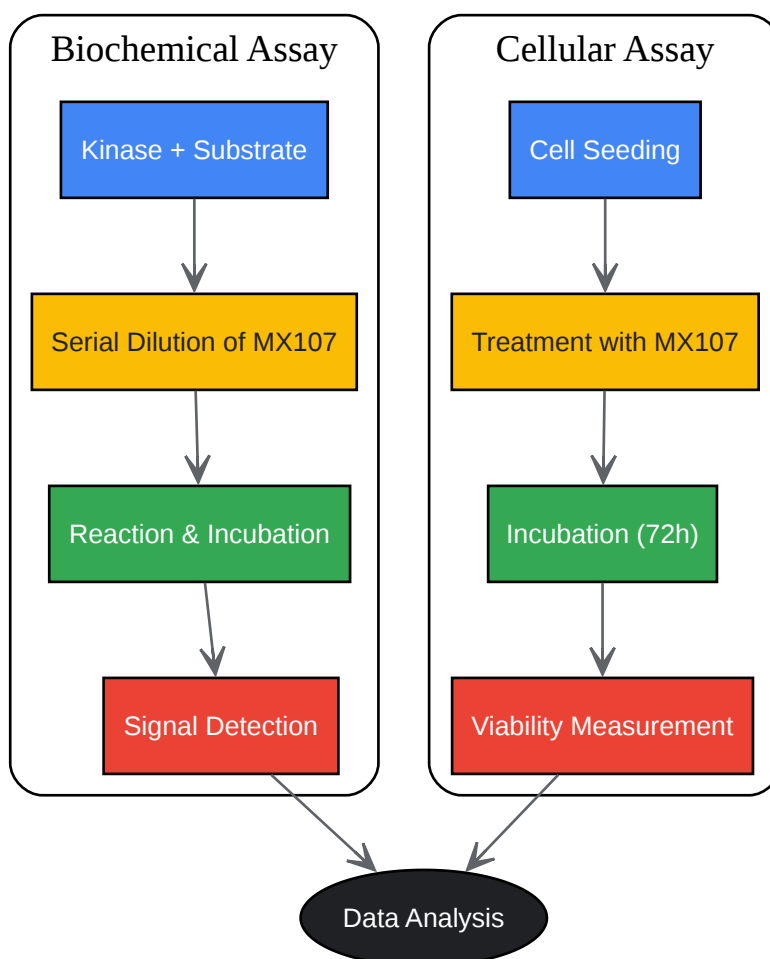 Biochemical Assay
Kinase + Substrate
Serial Dilution of MX107
Reaction & Incubation
Signal Detection
Cellular Assay
Cell Seeding
Treatment with MX107
Incubation (72h)
Viability Measurement
Data Analysis